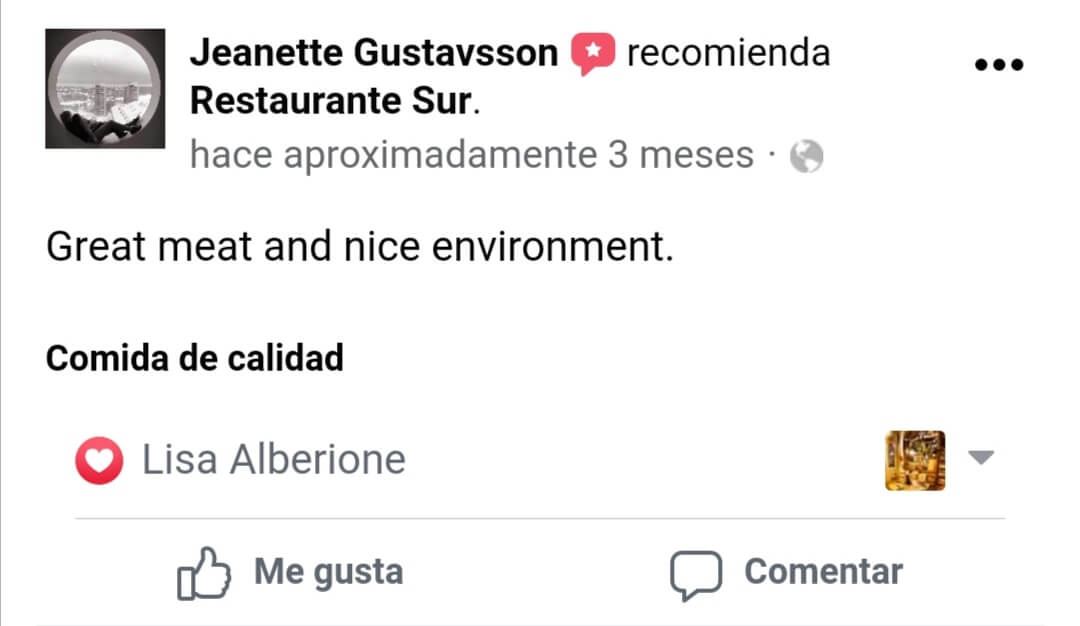 Jeanette Gustavsson recomienda
Restaurante Sur.
hace aproximadamente 3 meses ·
Great meat and nice environment.
Comida de calidad
Lisa Alberione
Me gusta Comentar